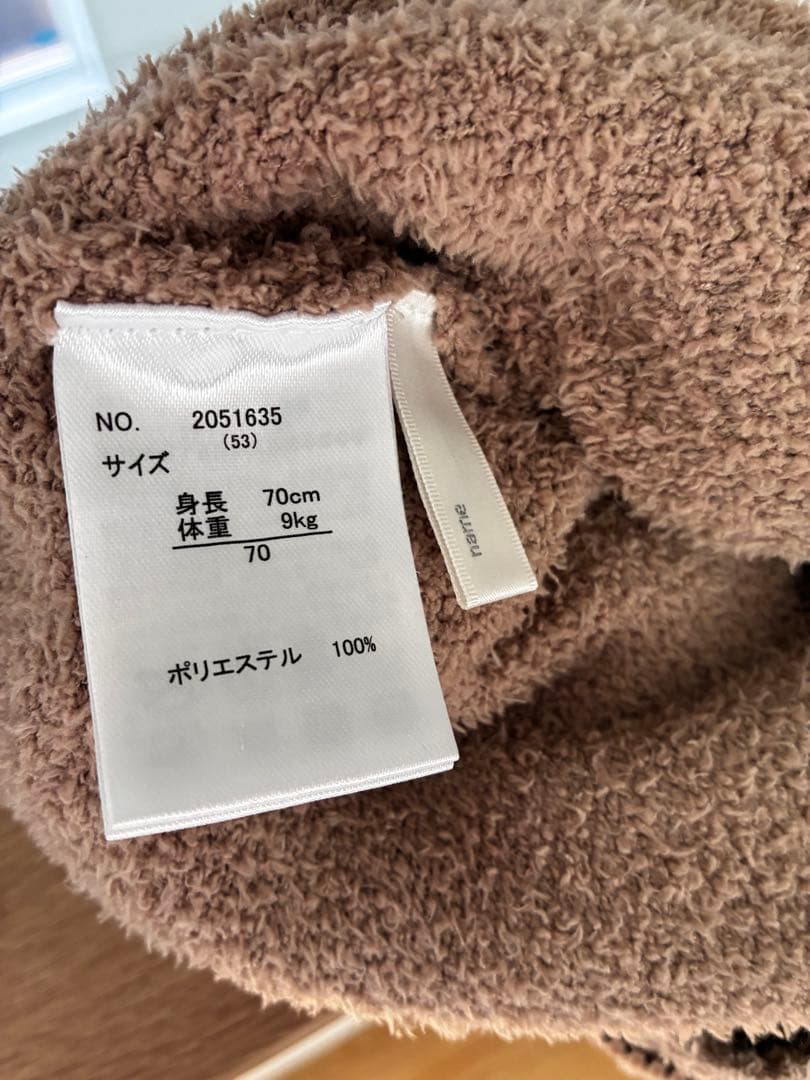 NO. 2051635
(53)
サイズ
身長 70cm
体重 9kg
70
ポリエステル 100%
name